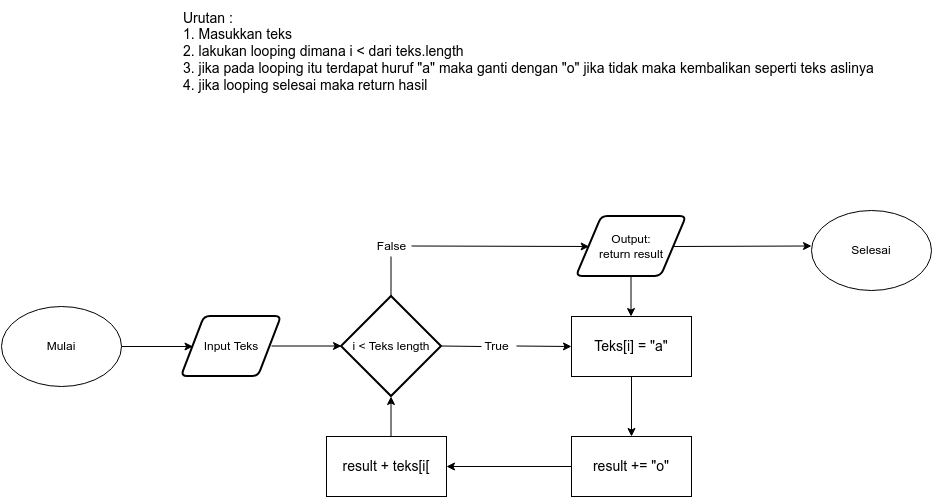 Urutan :
1. Masukkan teks
2. lakukan looping dimana i < dari teks.length
3. jika pada looping itu terdapat huruf "a" maka ganti dengan "o" jika tidak maka kembalikan seperti teks aslinya
4. jika looping selesai maka return hasil
False
Output:
return result
Selesai
Mulai
Input Teks
i < Teks length
True
Teks[i] = "a"
result + teks[i[
result += "o"